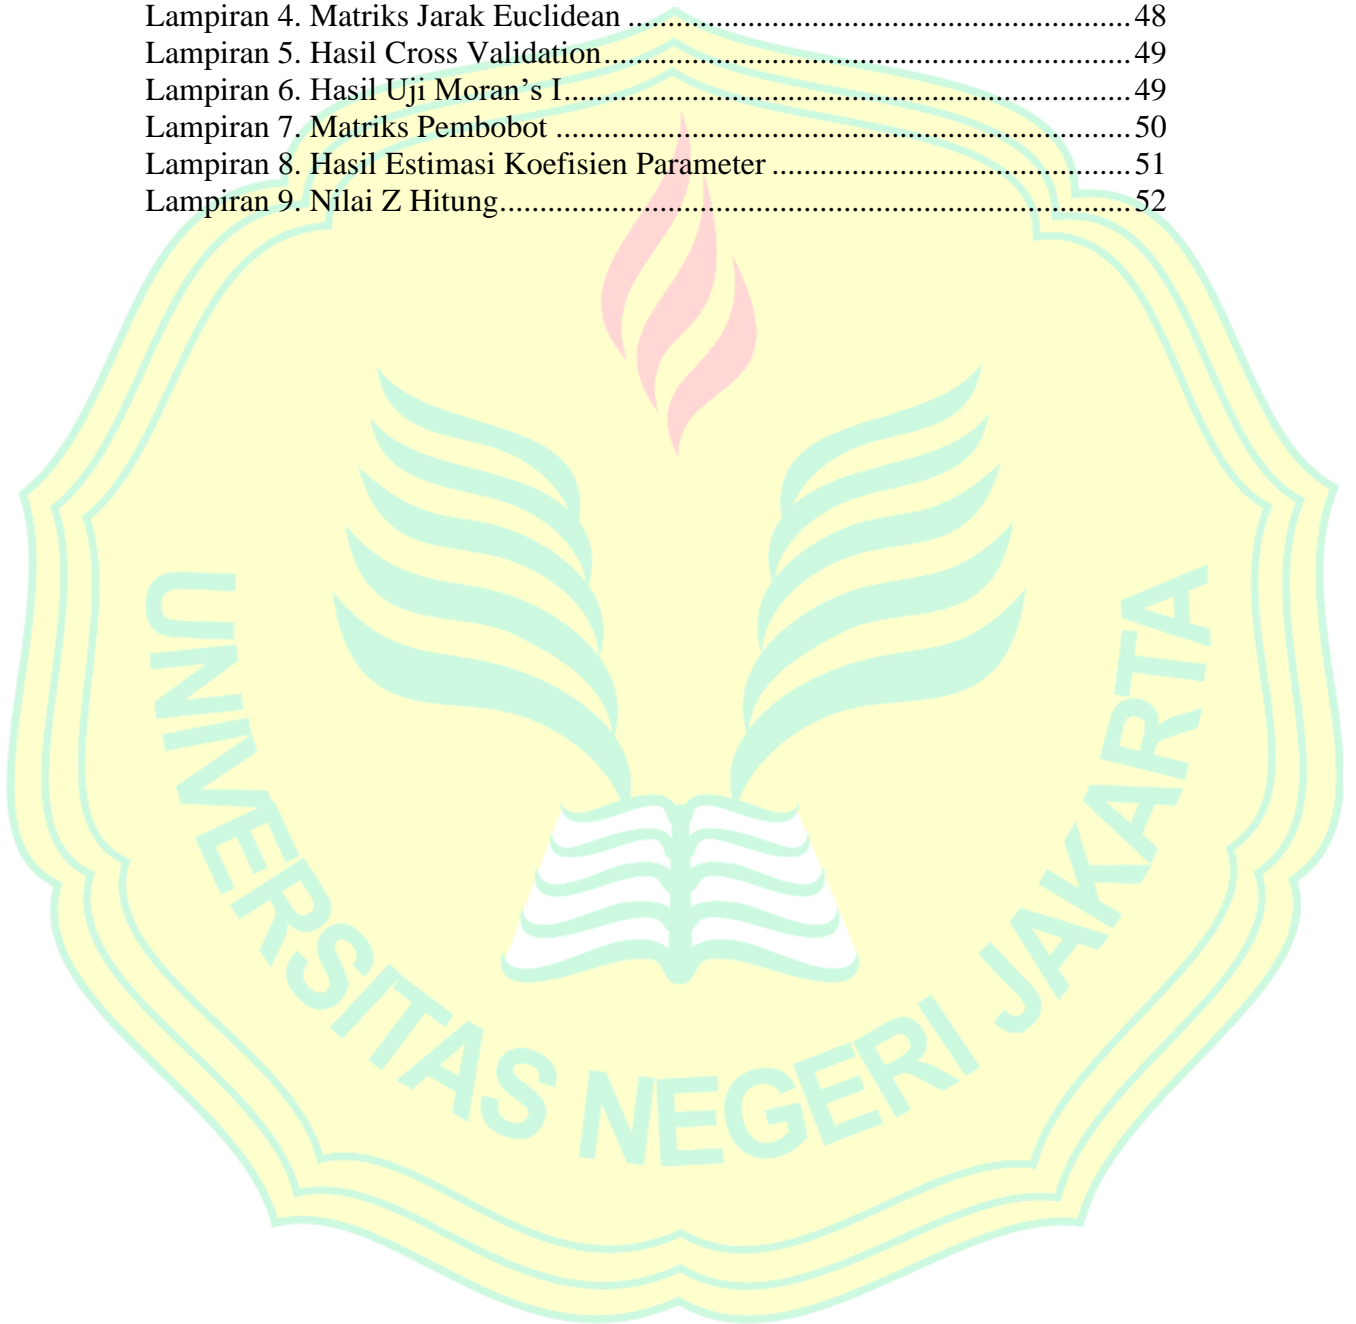 Lampiran 4. Matriks Jarak Euclidean ............................................................... 48
Lampiran 5. Hasil Cross Validation.................................................................. 49
Lampiran 6. Hasil Uji Moran’s I....................................................................... 49
Lampiran 7. Matriks Pembobot ........................................................................ 50
Lampiran 8. Hasil Estimasi Koefisien Parameter ............................................. 51
Lampiran 9. Nilai Z Hitung............................................................................... 52
UNIVERSITAS NEGERI JAKARTA